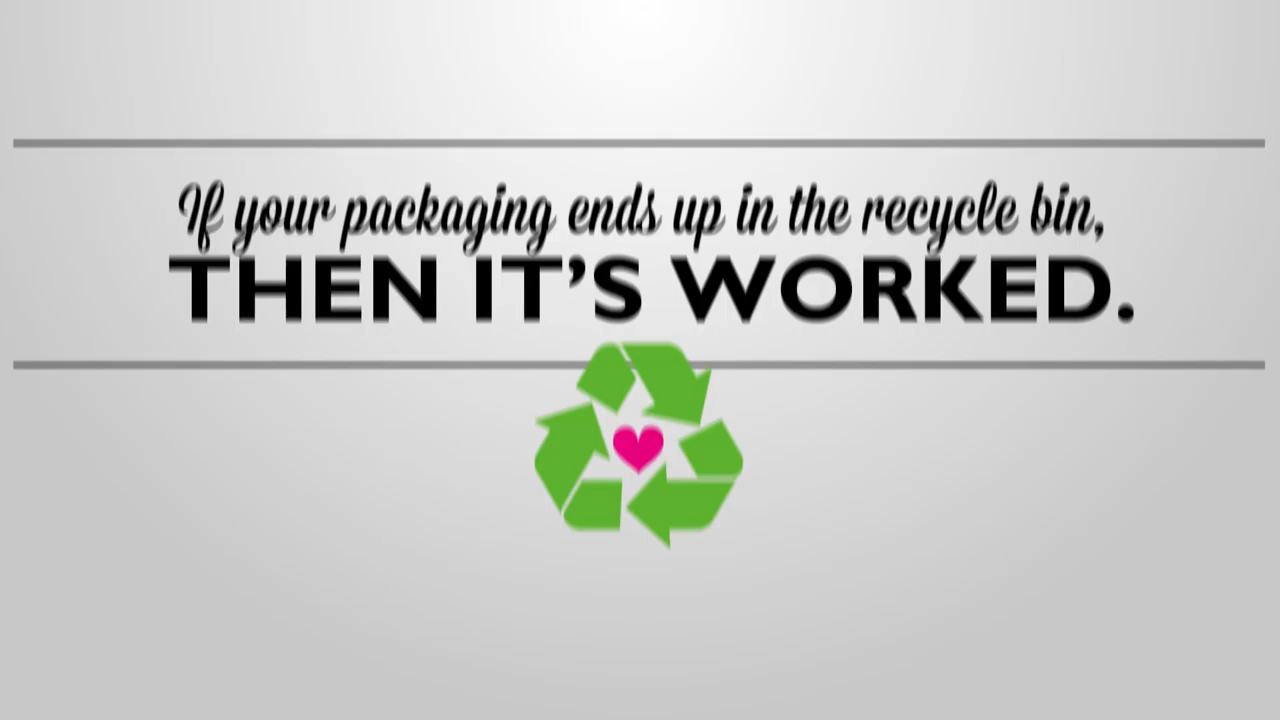 If your packaging ends up in the recycle bin,
THEN IT’S WORKED.